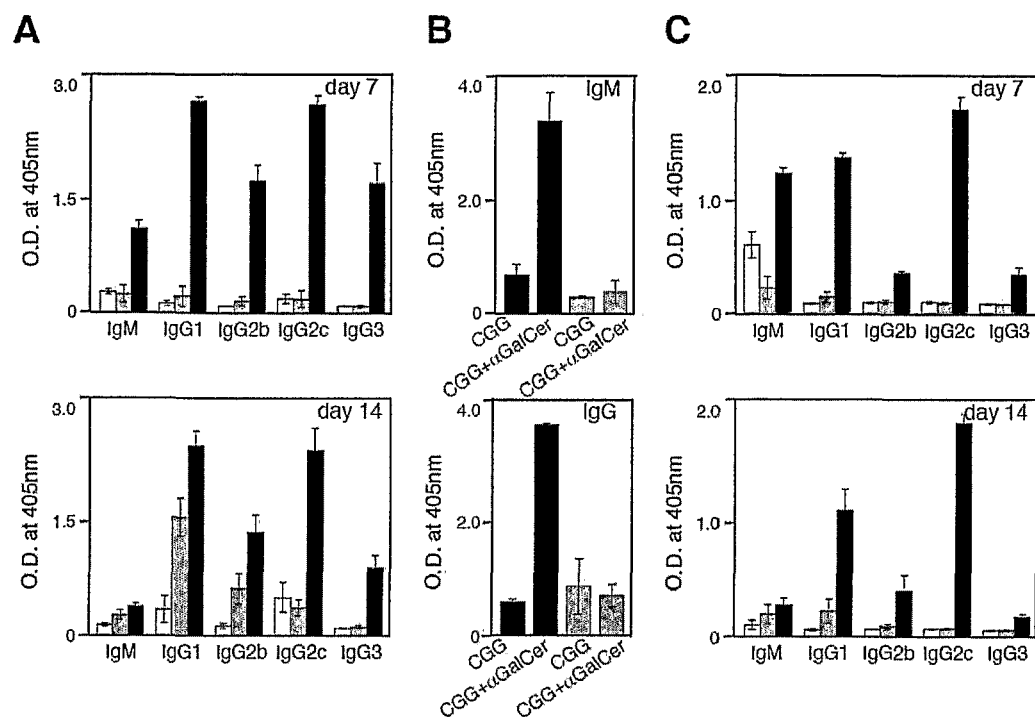 A
B
C
3.0
1.5
0
O.D. at 405nm
day 7
IgM IgG1 IgG2b IgG2c IgG3
3.0
1.5
0
O.D. at 405nm
day 14
IgM IgG1 IgG2b IgG2c IgG3
4.0
2.0
0
O.D. at 405nm
IgM
CGG
CGG+αGalCer
CGG
CGG+αGalCer
4.0
2.0
0
O.D. at 405nm
IgG
CGG
CGG+αGalCer
CGG
CGG+αGalCer
2.0
1.0
0
O.D. at 405nm
day 7
IgM IgG1 IgG2b IgG2c IgG3
2.0
1.0
0
O.D. at 405nm
day 14
IgM IgG1 IgG2b IgG2c IgG3